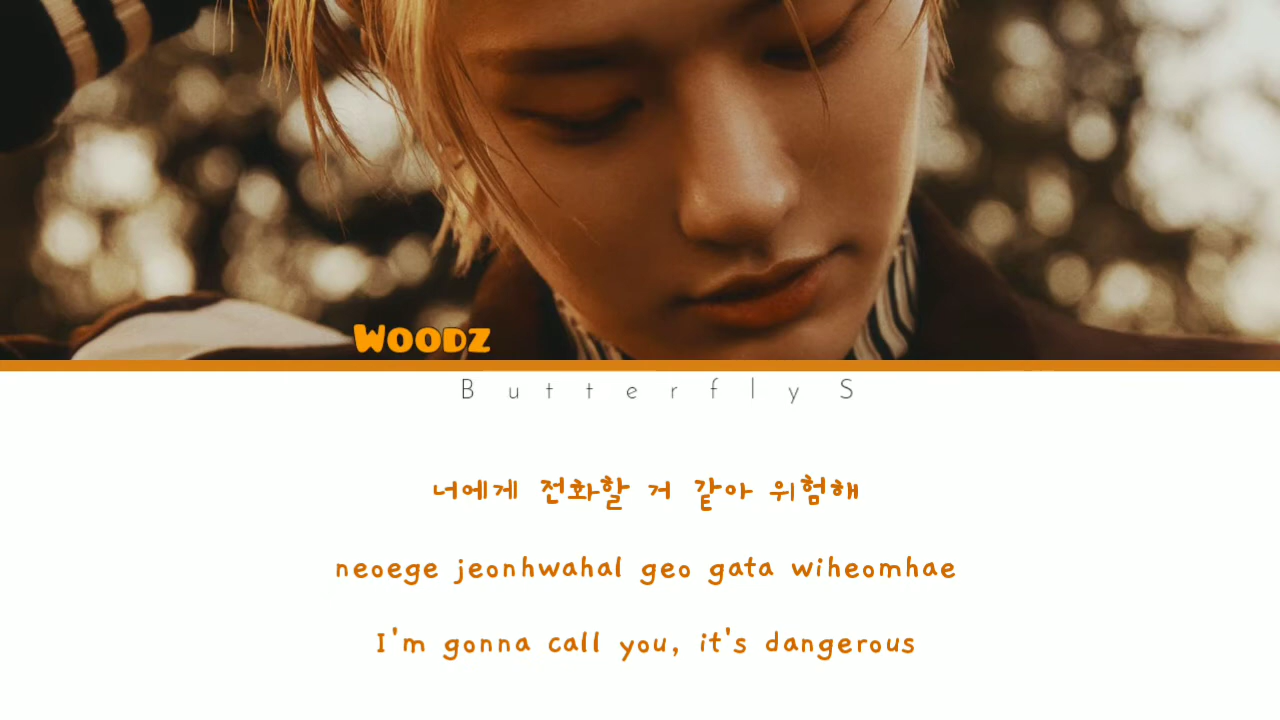 WOODZ
Butterfly S
너에게 전화할 거 같아 위험해
neoege jeonhwahal geo gata wiheomhae
I'm gonna call you, it's dangerous